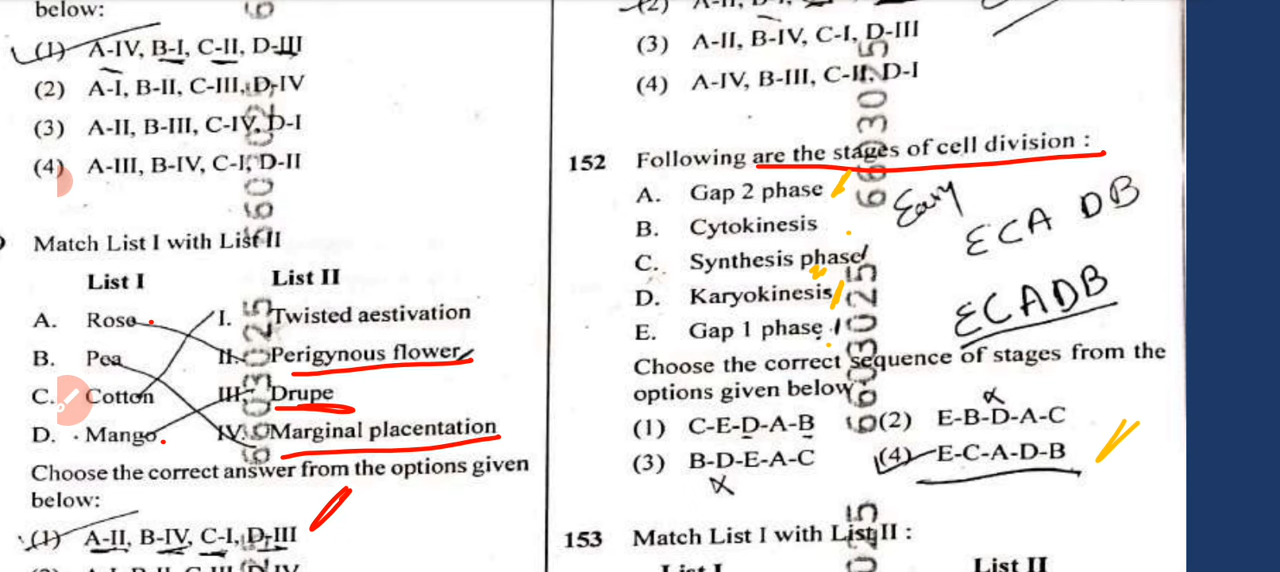 below:
(1) A-IV, B-I, C-II, D-III
(2) A-I, B-II, C-III, D-IV
(3) A-II, B-III, C-IV, D-I
(4) A-III, B-IV, C-I, D-II
Match List I with List II
List I List II
A. Rose I. Twisted aestivation
B. Pea II. Perigynous flower
C. Cotton III. Drupe
D. Mango IV. Marginal placentation
Choose the correct answer from the options given
below:
(1) A-II, B-IV, C-I, D-III
(3) A-II, B-IV, C-I, D-III
(4) A-IV, B-III, C-II, D-I
152 Following are the stages of cell division :
A. Gap 2 phase
B. Cytokinesis
C. Synthesis phase
D. Karyokinesis
E. Gap 1 phase
Easy
ECA DB
ECADB
Choose the correct sequence of stages from the
options given below
(1) C-E-D-A-B (2) E-B-D-A-C
(3) B-D-E-A-C (4) E-C-A-D-B
153 Match List I with List II :
List I List II
6603025
6603025